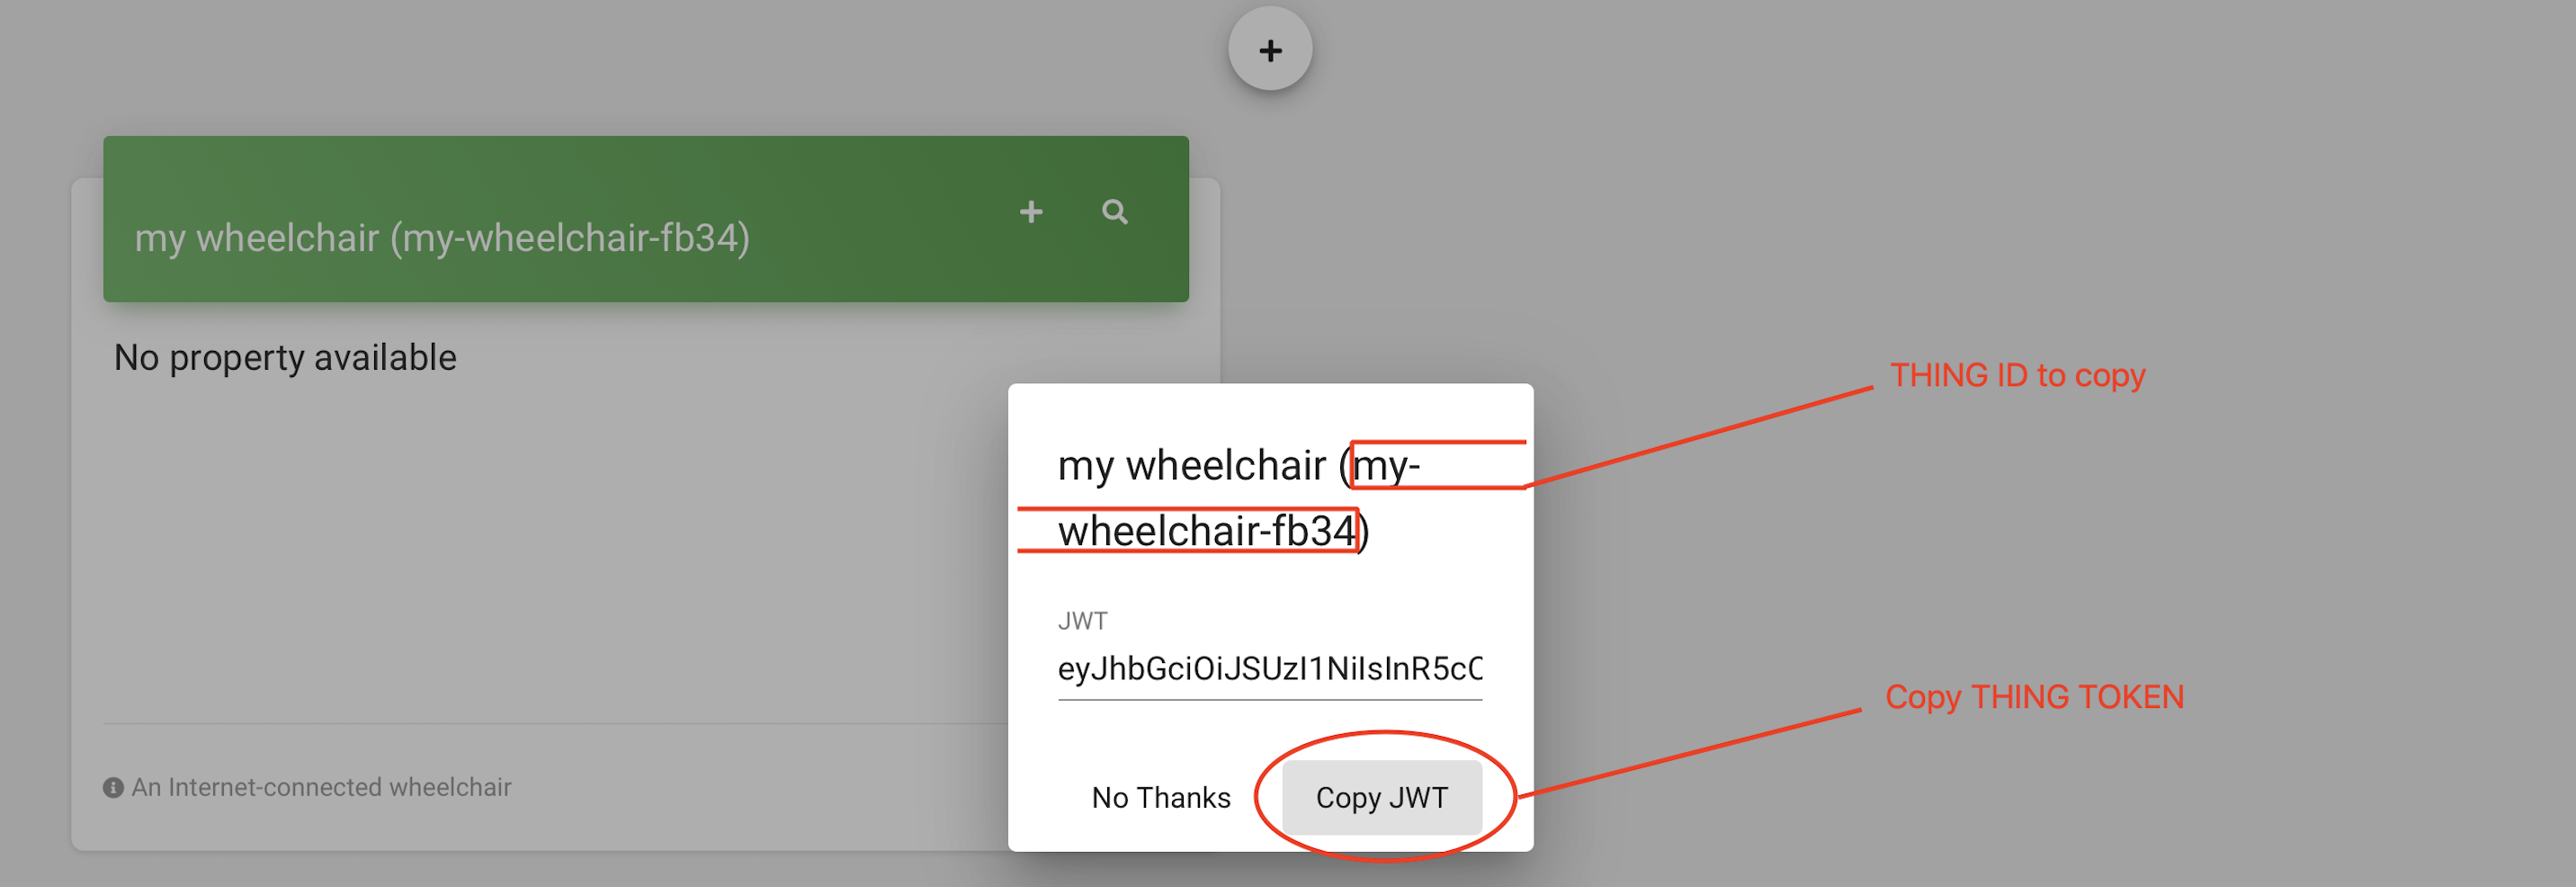 my wheelchair (my-wheelchair-fb34)
No property available
THING ID to copy
my wheelchair (my-
wheelchair-fb34)
JWT
eyJhbGciOiJSUzI1NiIsInR5cC
Copy THING TOKEN
No Thanks
Copy JWT
An Internet-connected wheelchair